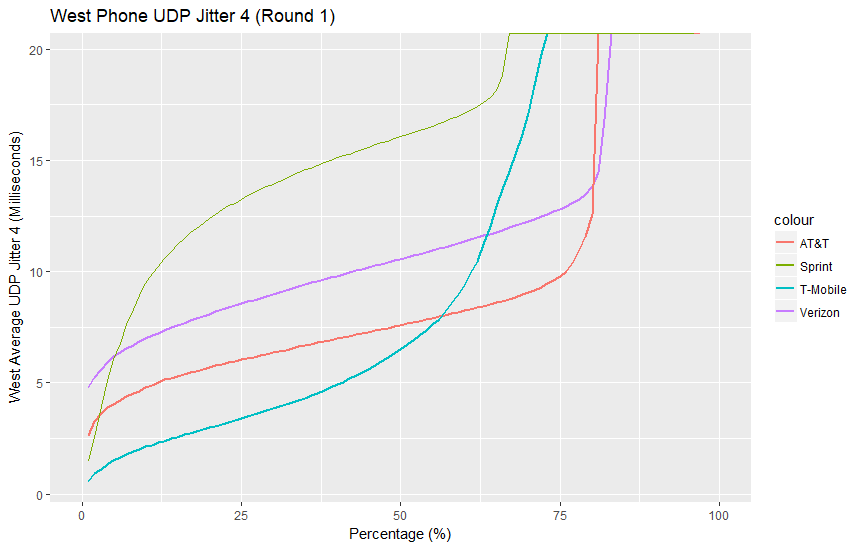 West Phone UDP Jitter 4 (Round 1)
West Average UDP Jitter 4 (Milliseconds)
20
15
10
5
0
0 25 50 75 100
Percentage (%)
colour
AT&T
Sprint
T-Mobile
Verizon